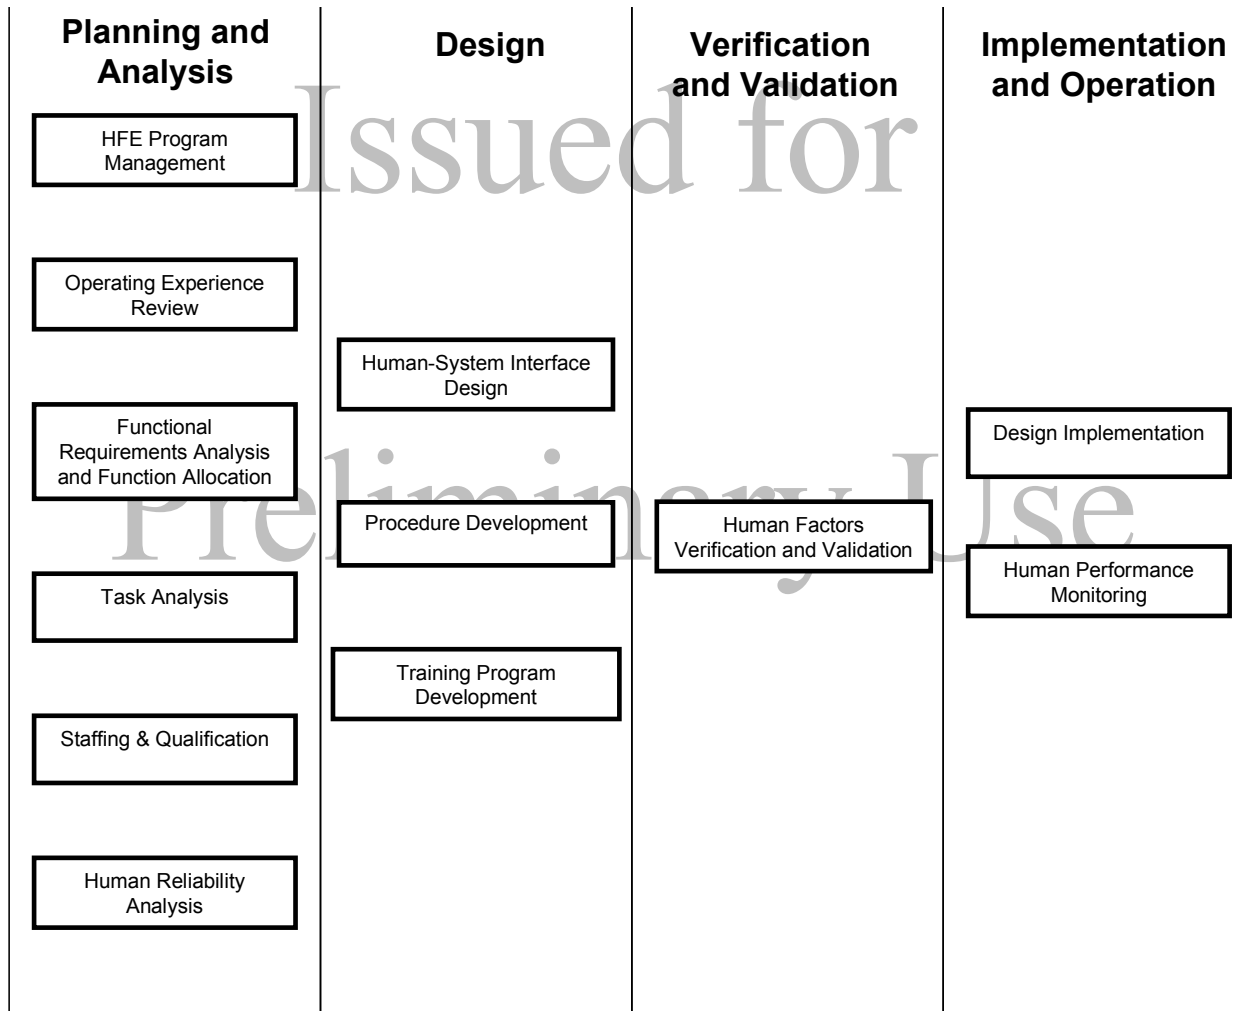 Planning and
Analysis
HFE Program
Management
Operating Experience
Review
Functional
Requirements Analysis
and Function Allocation
Task Analysis
Staffing & Qualification
Human Reliability
Analysis
Design
Human-System Interface
Design
Procedure Development
Training Program
Development
Verification
and Validation
Human Factors
Verification and Validation
Implementation
and Operation
Design Implementation
Human Performance
Monitoring
Issued for
Preliminary Use